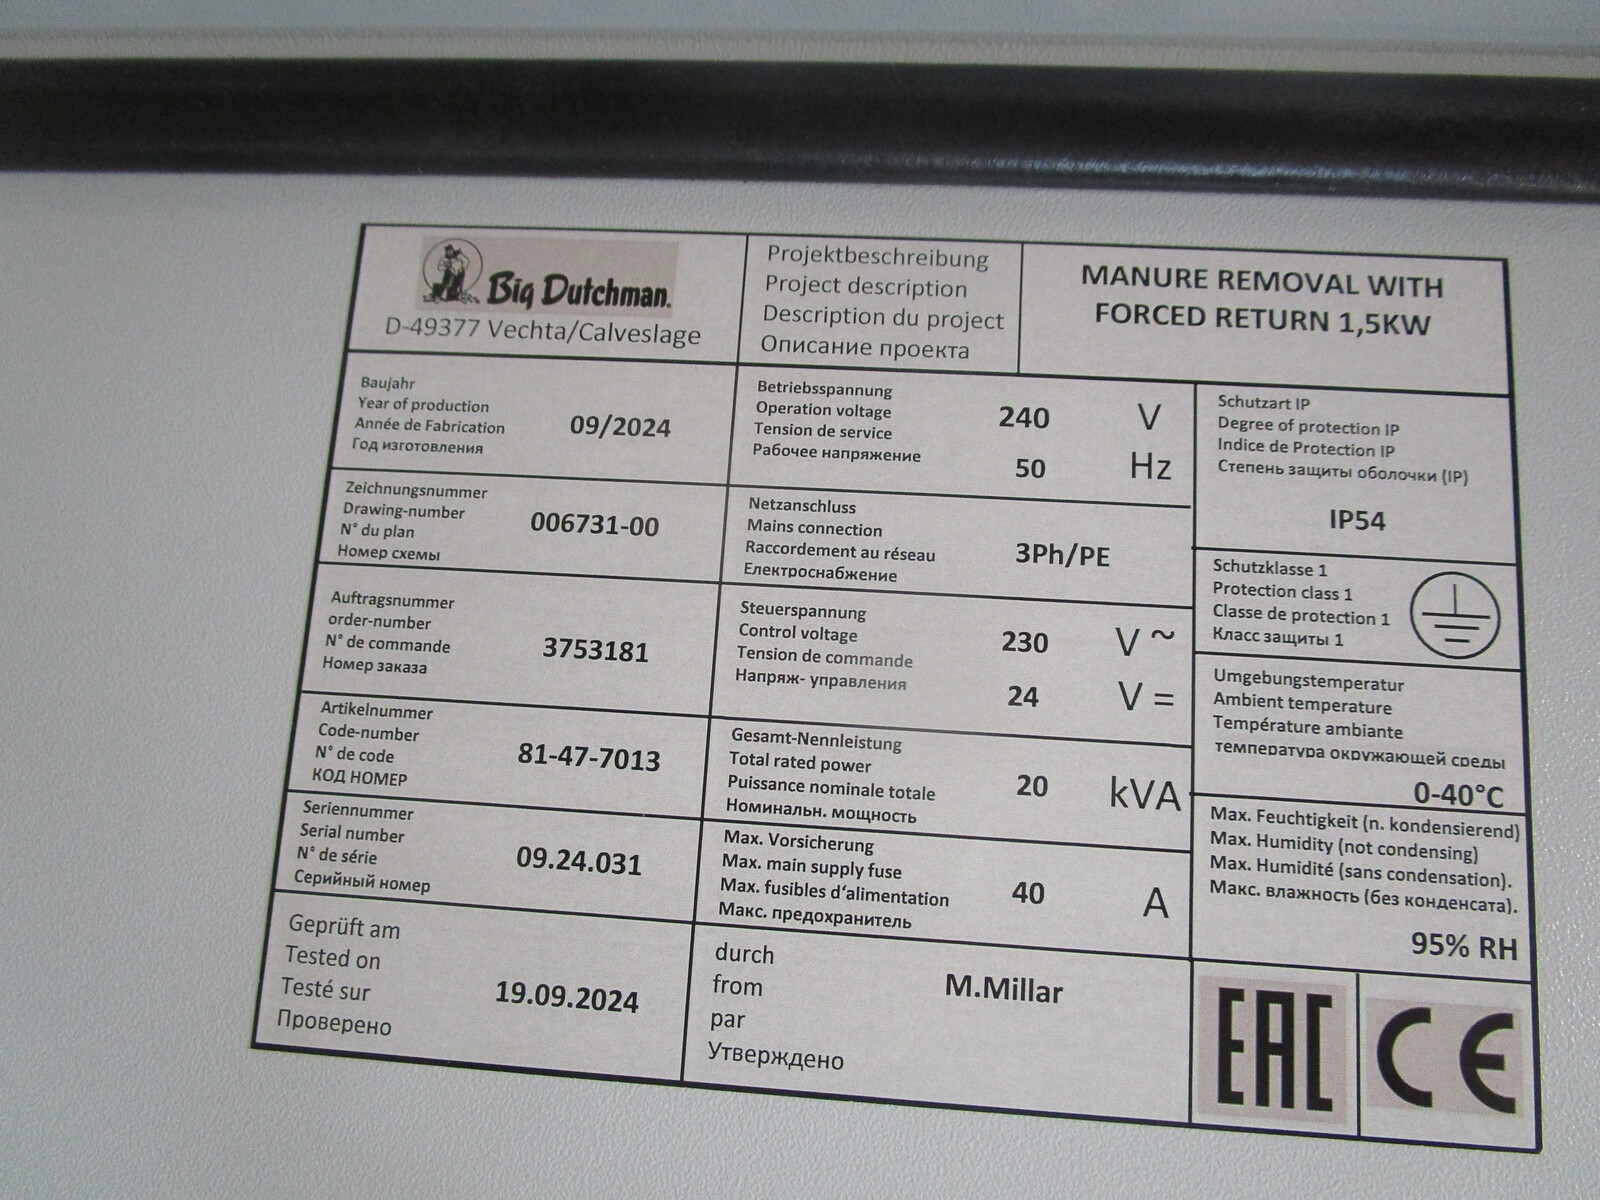 Big Dutchman.
D-49377 Vechta/Calveslage
Projektbeschreibung
Project description
Description du project
Описание проекта
MANURE REMOVAL WITH
FORCED RETURN 1,5KW
Baujahr
Year of production
Année de Fabrication
Год изготовления
09/2024
Betriebsspannung
Operation voltage
Tension de service
Рабочее напряжение
240 V
50 Hz
Schutzart IP
Degree of protection IP
Indice de Protection IP
Степень защиты оболочки (IP)
IP54
Zeichnungsnummer
Drawing-number
N° du plan
Номер схемы
006731-00
Netzanschluss
Mains connection
Raccordement au réseau
Електроснабжение
3Ph/PE
Schutzklasse 1
Protection class 1
Classe de protection 1
Класс защиты 1
Auftragsnummer
order-number
N° de commande
Номер заказа
3753181
Steuerspannung
Control voltage
Tension de commande
Напряж- управления
230 V ~
24 V =
Umgebungstemperatur
Ambient temperature
Température ambiante
температура окружающей среды
0-40°C
Artikelnummer
Code-number
N° de code
КОД НОМЕР
81-47-7013
Gesamt-Nennleistung
Total rated power
Puissance nominale totale
Номинальн. мощность
20 kVA
Max. Feuchtigkeit (n. kondensierend)
Max. Humidity (not condensing)
Max. Humidité (sans condensation).
Макс. влажность (без конденсата).
95% RH
Seriennummer
Serial number
N° de série
Серийный номер
09.24.031
Max. Vorsicherung
Max. main supply fuse
Max. fusibles d‘alimentation
Макс. предохранитель
40 A
Geprüft am
Tested on
Testé sur
Проверено
19.09.2024
durch
from
par
Утверждено
M.Millar
EAC
CE